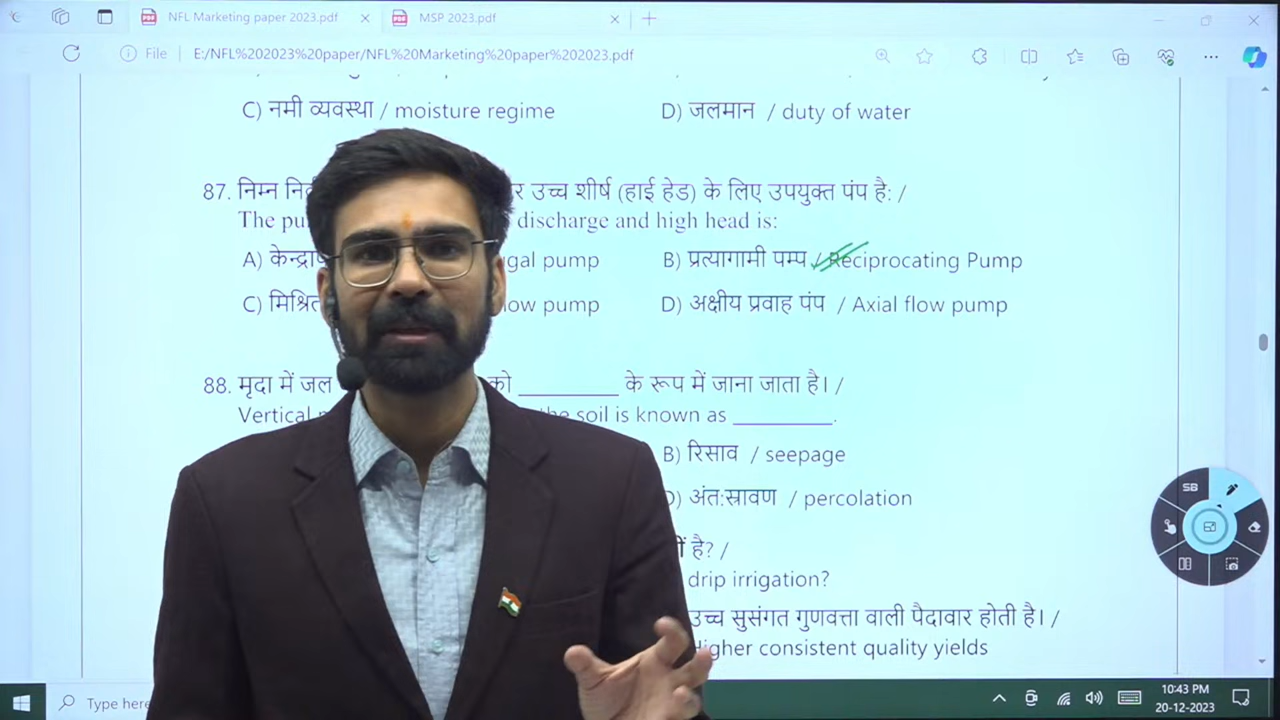 NFL Marketing paper 2023.pdf
MSP 2023.pdf
File E:/NFL%202023%20paper/NFL%20Marketing%20paper%202023.pdf
C) नमी व्यवस्था / moisture regime D) जलमान / duty of water
87. निम्न उच्च शीर्ष (हाई हेड) के लिए उपयुक्त पंप है: /
The discharge and high head is:
A) pump B) प्रत्यागामी पम्प / Reciprocating Pump
C) pump D) अक्षीय प्रवाह पंप / Axial flow pump
88. मृदा में जल को ________ के रूप में जाना जाता है। /
Vertical the soil is known as ________.
B) रिसाव / seepage
D) अंत:स्रावण / percolation
है? /
drip irrigation?
उच्च सुसंगत गुणवत्ता वाली पैदावार होती है। /
Higher consistent quality yields
SB
Type here
10:43 PM
20-12-2023